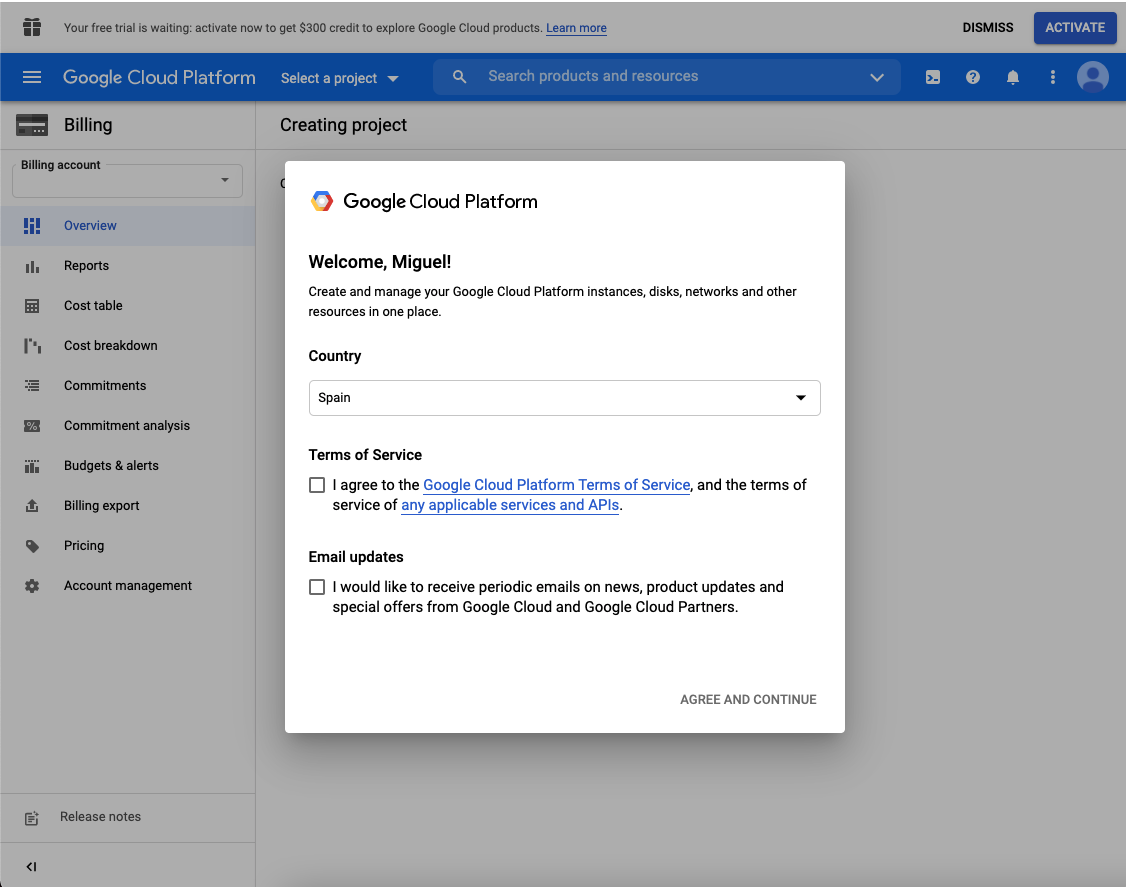 Your free trial is waiting: activate now to get $300 credit to explore Google Cloud products. Learn more
DISMISS
ACTIVATE
Google Cloud Platform
Select a project
Search products and resources
Billing
Creating project
Billing account
Overview
Reports
Cost table
Cost breakdown
Commitments
Commitment analysis
Budgets & alerts
Billing export
Pricing
Account management
Release notes
Google Cloud Platform
Welcome, Miguel!
Create and manage your Google Cloud Platform instances, disks, networks and other
resources in one place.
Country
Spain
Terms of Service
I agree to the Google Cloud Platform Terms of Service, and the terms of
service of any applicable services and APIs.
Email updates
I would like to receive periodic emails on news, product updates and
special offers from Google Cloud and Google Cloud Partners.
AGREE AND CONTINUE